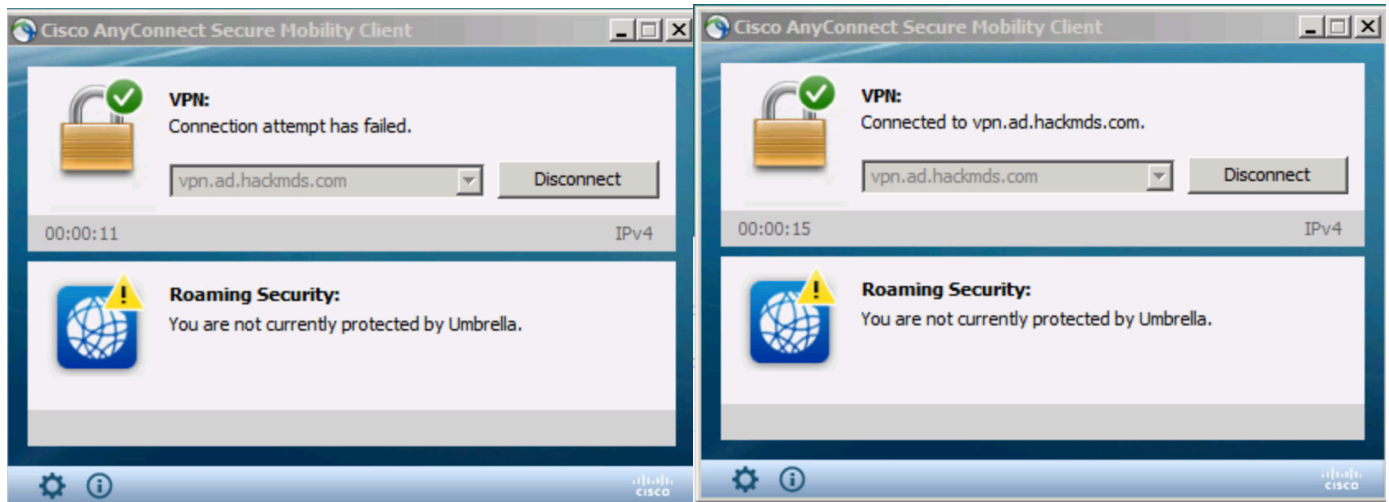 Cisco AnyConnect Secure Mobility Client
VPN:
Connection attempt has failed.
vpn.ad.hackmds.com
Disconnect
00:00:11
IPv4
Roaming Security:
You are not currently protected by Umbrella.
CISCO
Cisco AnyConnect Secure Mobility Client
VPN:
Connected to vpn.ad.hackmds.com.
vpn.ad.hackmds.com
Disconnect
00:00:15
IPv4
Roaming Security:
You are not currently protected by Umbrella.
CISCO